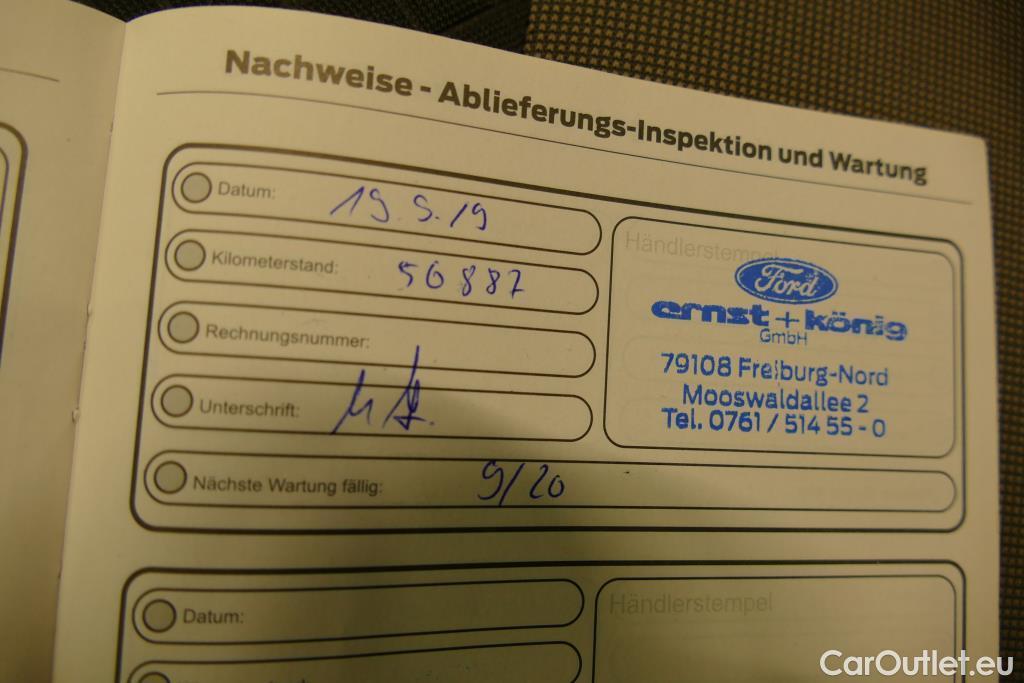 Nachweise - Ablieferungs-Inspektion und Wartung
Datum: 19.9./19
Kilometerstand: 56887
Rechnungsnummer:
Unterschrift:
Nächste Wartung fällig: 9/20
Händlerstempel
Ford
ernst+könig
GmbH
79108 Freiburg-Nord
Mooswaldallee 2
Tel. 0761 / 514 55 - 0
Datum:
Händlerstempel
CarOutlet.eu